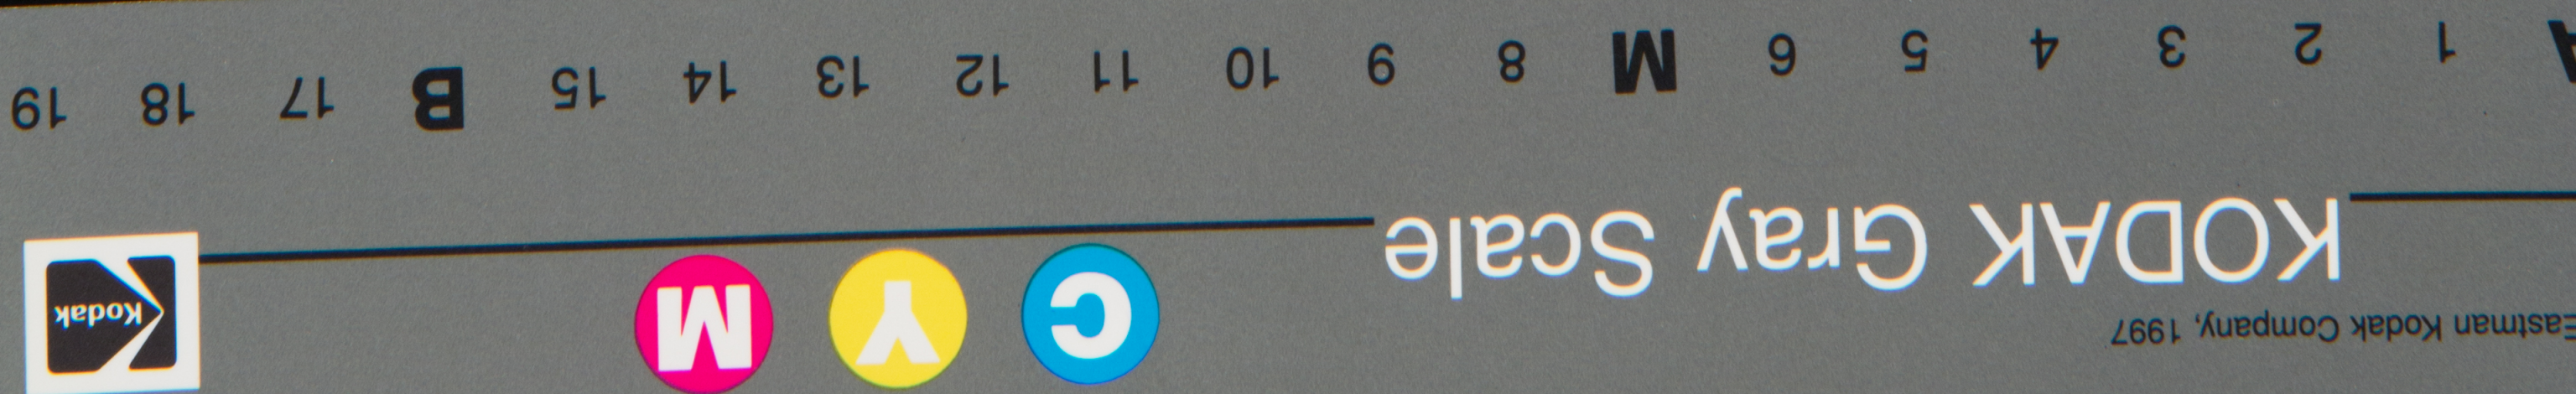 Eastman Kodak Company, 1997
KODAK Gray Scale
C Y M
Kodak
A 1 2 3 4 5 6 M 8 9 10 11 12 13 14 15 B 17 18 19